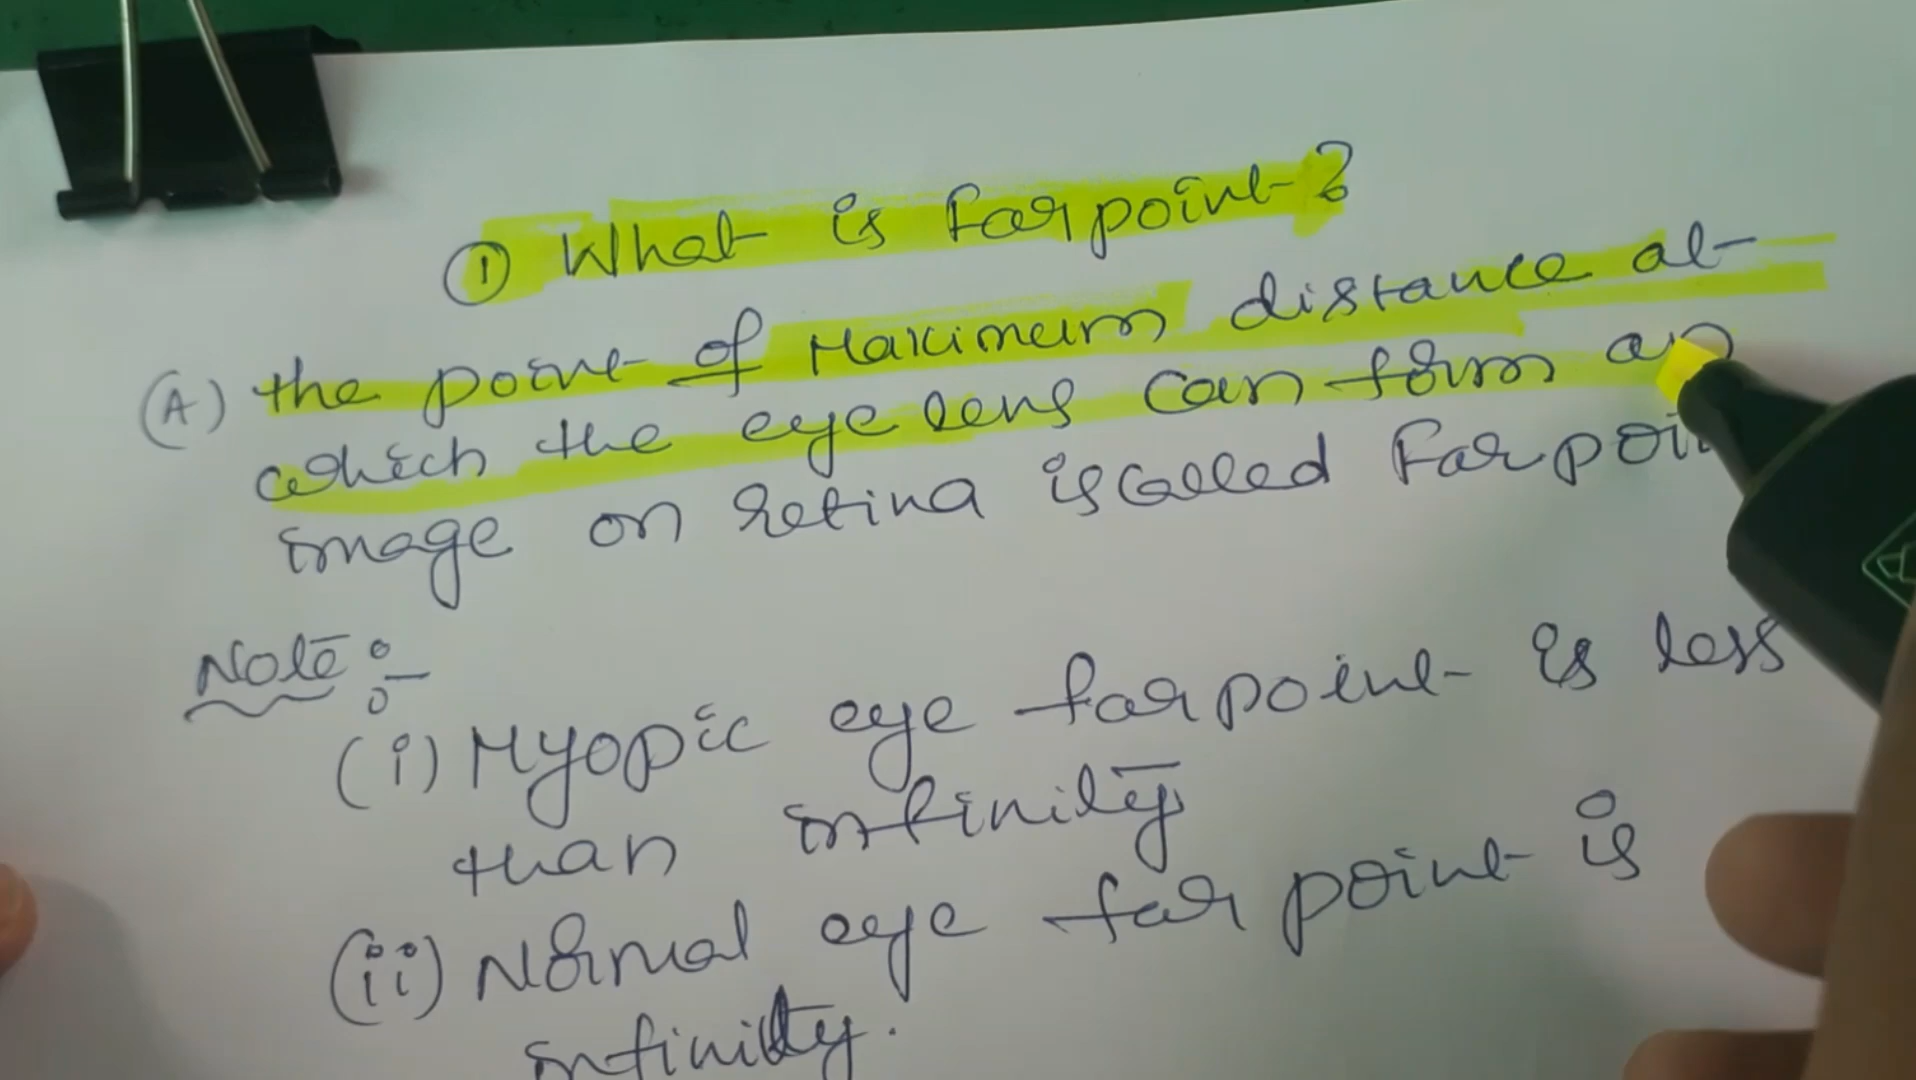 ① What is Far point?
(A) the point of Maximum distance at
which the eye lens can form an
image on retina is called Far
Note:-
(i) Myopic eye far point is less
than infinity
(ii) Normal eye far point is
infinity.